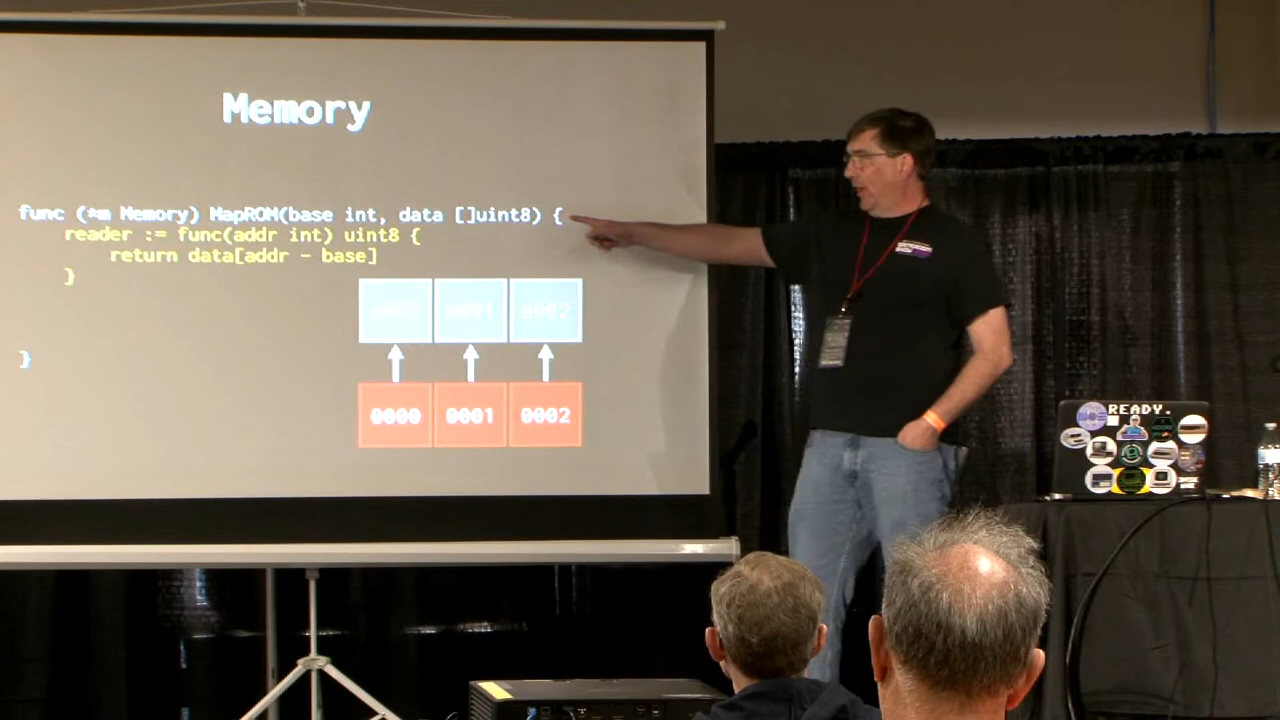 Memory
func (*m Memory) MapROM(base int, data []uint8) {
reader := func(addr int) uint8 {
return data[addr - base]
}
}
0000 0001 0002
READY.